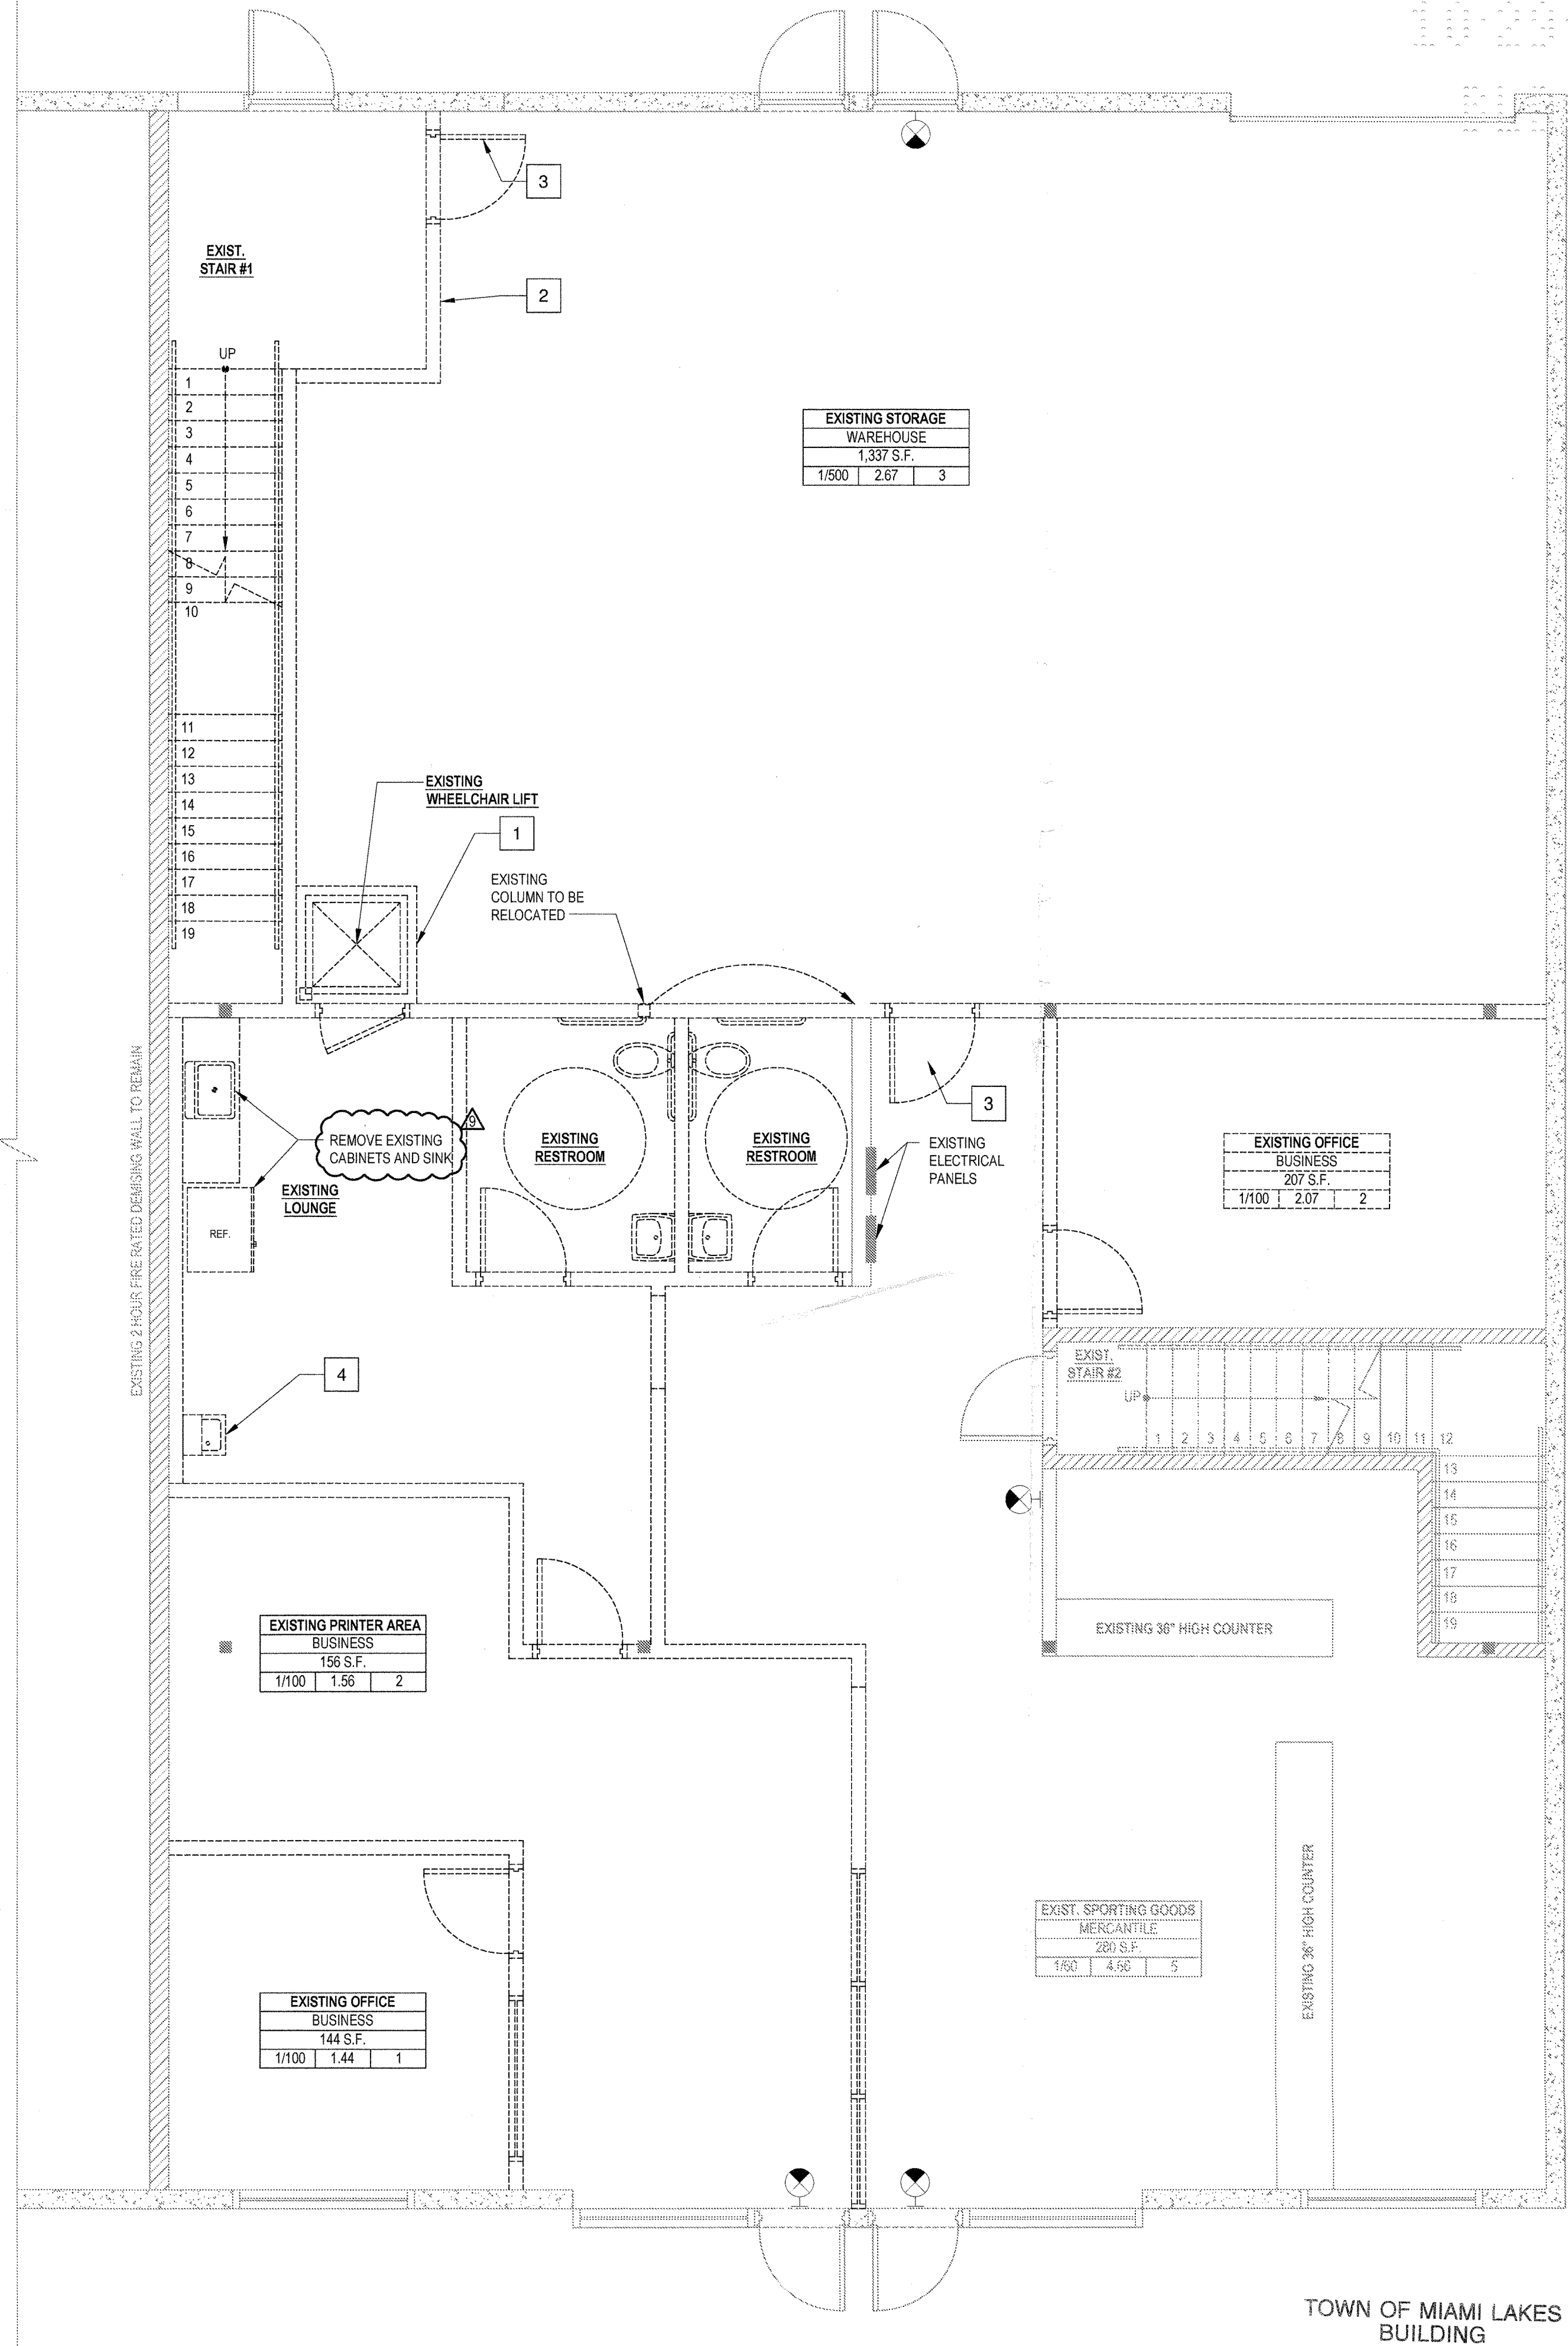 3
EXIST.
STAIR #1
2
UP
1
2
3
4
5
6
7
8
9
10
11
12
13
14
15
16
17
18
19
EXISTING STORAGE
WAREHOUSE
1,337 S.F.
1/500 2.67 3
EXISTING
WHEELCHAIR LIFT
1
EXISTING
COLUMN TO BE
RELOCATED
EXISTING 2 HOUR FIRE RATED DEMISING WALL TO REMAIN
REMOVE EXISTING
CABINETS AND SINK
9
EXISTING
LOUNGE
REF.
EXISTING
RESTROOM
EXISTING
RESTROOM
3
EXISTING
ELECTRICAL
PANELS
EXISTING OFFICE
BUSINESS
207 S.F.
1/100 2.07 2
4
EXIST.
STAIR #2
UP
1 2 3 4 5 6 7 8 9 10 11 12
13
14
15
16
17
18
19
EXISTING 36" HIGH COUNTER
EXISTING PRINTER AREA
BUSINESS
156 S.F.
1/100 1.56 2
EXISTING 36" HIGH COUNTER
EXIST. SPORTING GOODS
MERCANTILE
280 S.F.
1/60 4.66 5
EXISTING OFFICE
BUSINESS
144 S.F.
1/100 1.44 1
TOWN OF MIAMI LAKES
BUILDING